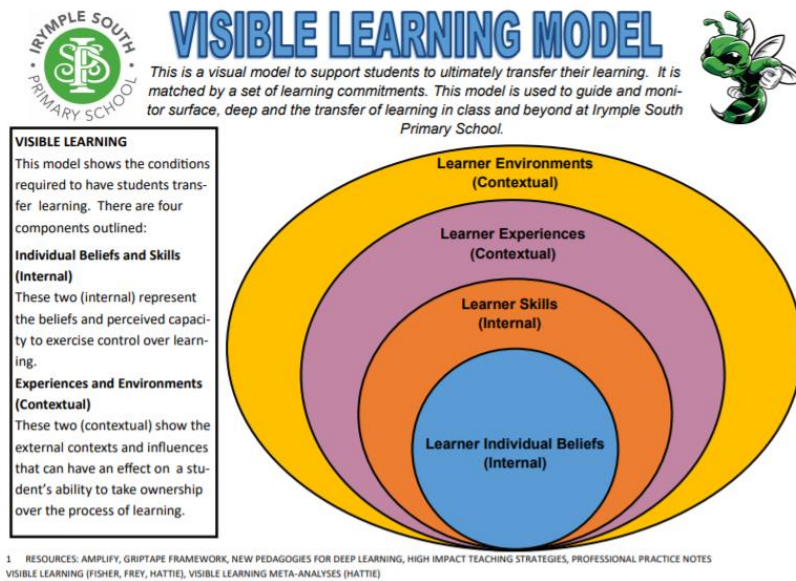 IRYMPLE SOUTH
PRIMARY SCHOOL
VISIBLE LEARNING MODEL
This is a visual model to support students to ultimately transfer their learning. It is
matched by a set of learning commitments. This model is used to guide and moni-
tor surface, deep and the transfer of learning in class and beyond at Irymple South
Primary School.
VISIBLE LEARNING
This model shows the conditions
required to have students trans-
fer learning. There are four
components outlined:
Individual Beliefs and Skills
(Internal)
These two (internal) represent
the beliefs and perceived capaci-
ty to exercise control over learn-
ing.
Experiences and Environments
(Contextual)
These two (contextual) show the
external contexts and influences
that can have an effect on a stu-
dent's ability to take ownership
over the process of learning.
Learner Environments
(Contextual)
Learner Experiences
(Contextual)
Learner Skills
(Internal)
Learner Individual Beliefs
(Internal)
1 RESOURCES: AMPLIFY, GRIPTAPE FRAMEWORK, NEW PEDAGOGIES FOR DEEP LEARNING, HIGH IMPACT TEACHING STRATEGIES, PROFESSIONAL PRACTICE NOTES
VISIBLE LEARNING (FISHER, FREY, HATTIE), VISIBLE LEARNING META-ANALYSES (HATTIE)